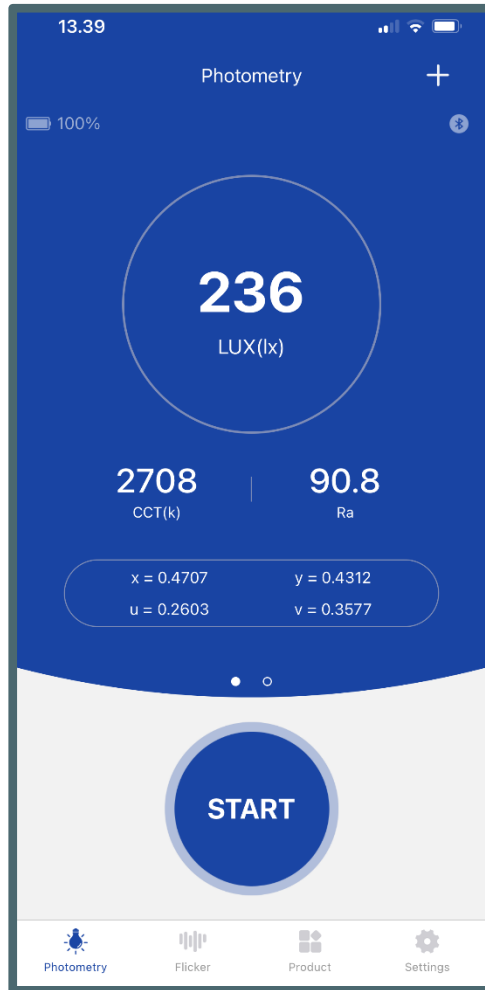 13.39
Photometry
100%
236
LUX(lx)
2708 90.8
CCT(k) Ra
x = 0.4707 y = 0.4312
u = 0.2603 v = 0.3577
START
Photometry Flicker Product Settings